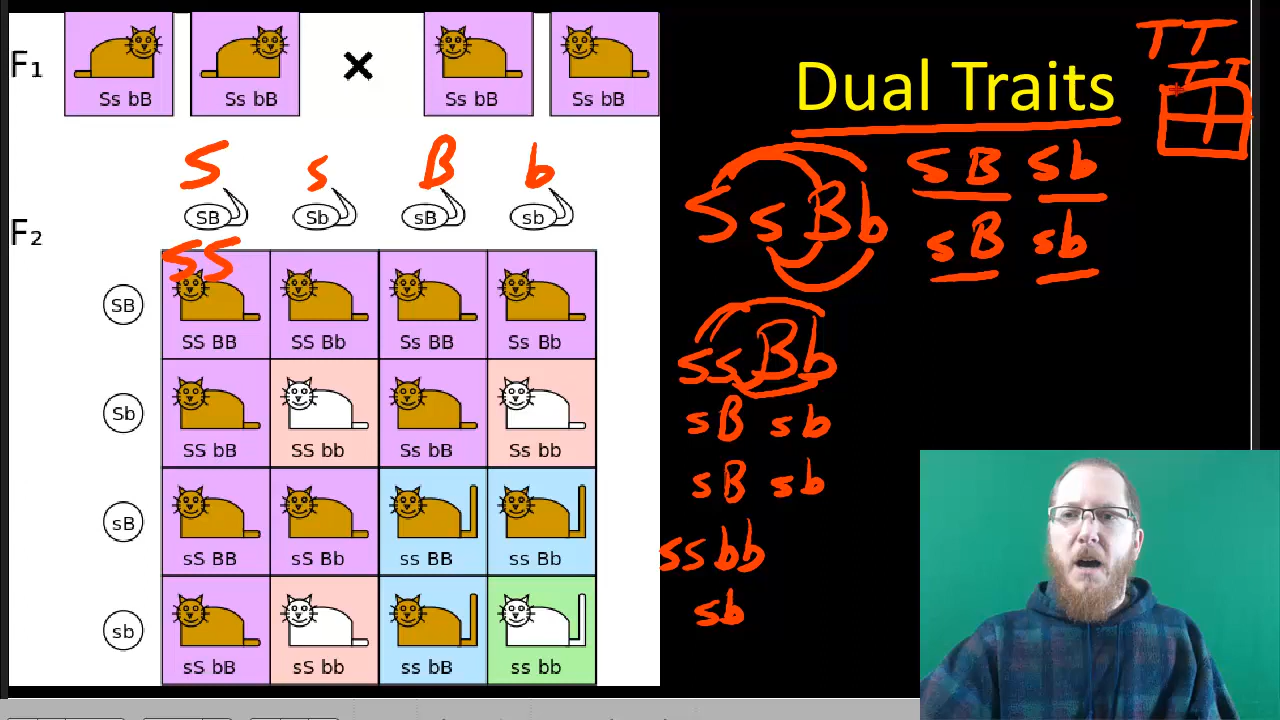 F₁
Ss bB Ss bB × Ss bB Ss bB
S s B b
SB Sb sB sb
F₂
SS
SB
SS BB SS Bb Ss BB Ss Bb
Sb
SS bB SS bb Ss bB Ss bb
sB
sS BB sS Bb ss BB ss Bb
sb
sS bB sS bb ss bB ss bb
Dual Traits
TT
TT
SsBb
SB Sb
sB sb
ssBb
sB sb
sB sb
ssbb
sb